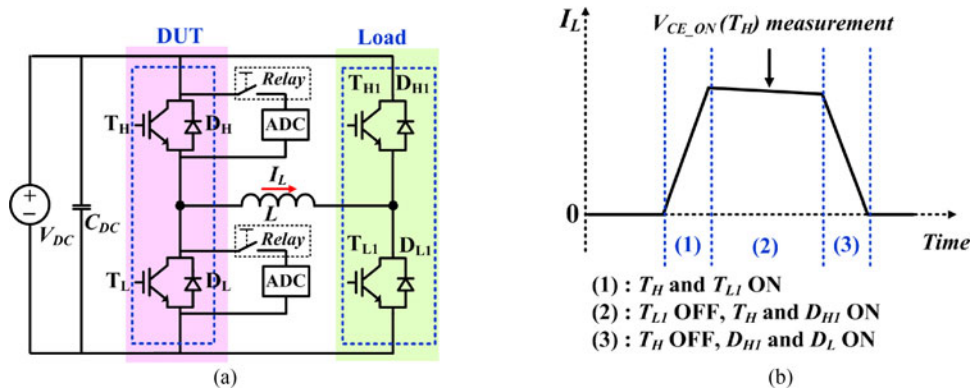 DUT
Load
Relay
T_H
D_H
ADC
T_H1
D_H1
I_L
L
V_DC
C_DC
Relay
T_L
D_L
ADC
T_L1
D_L1
(a)
I_L
V_CE_ON(T_H) measurement
0
(1)
(2)
(3)
Time
(1) : T_H and T_L1 ON
(2) : T_L1 OFF, T_H and D_H1 ON
(3) : T_H OFF, D_H1 and D_L ON
(b)